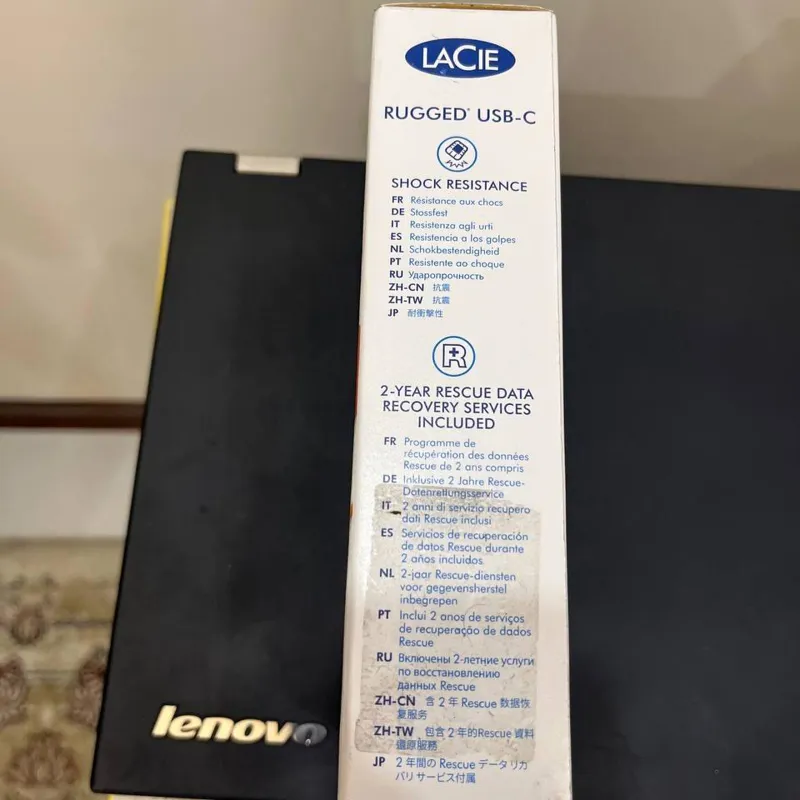 LACIE
RUGGED® USB-C
SHOCK RESISTANCE
FR Résistance aux chocs
DE Stossfest
IT Resistenza agli urti
ES Resistencia a los golpes
NL Schokbestendigheid
PT Resistente ao choque
RU Ударопрочность
ZH-CN 抗震
ZH-TW 抗震
JP 耐衝撃性
R
2-YEAR RESCUE DATA
RECOVERY SERVICES
INCLUDED
FR Programme de
récupération des données
Rescue de 2 ans compris
DE Inklusive 2 Jahre Rescue-
Datenrettungsservice
IT 2 anni di servizio recupero
dati Rescue inclusi
ES Servicios de recuperación
de datos Rescue durante
2 años incluidos
NL 2-jaar Rescue-diensten
voor gegevensherstel
inbegrepen
PT Inclui 2 anos de serviços
de recuperação de dados
Rescue
RU Включены 2-летние услуги
по восстановлению
данных Rescue
ZH-CN 含 2 年 Rescue 数据恢
复服务
ZH-TW 包含 2 年的Rescue 資料
還原服務
JP 2 年間の Rescue データ リカ
バリ サービス付属
lenovo